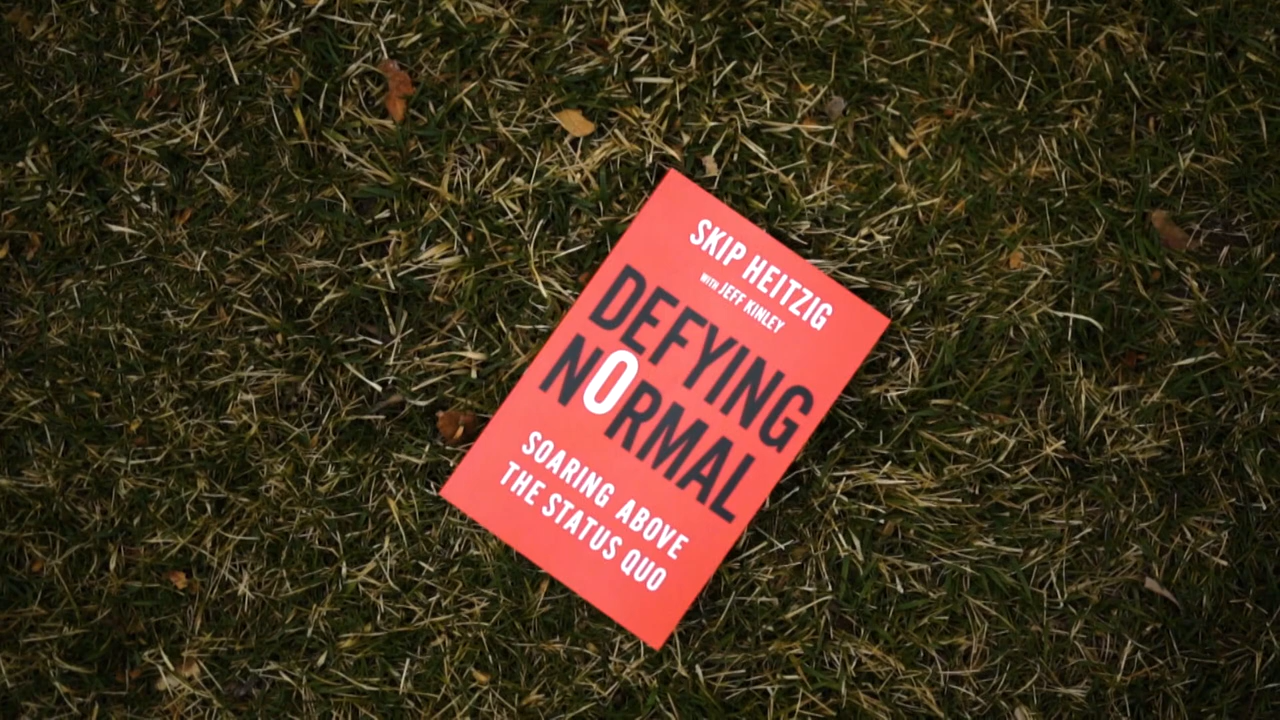 SKIP HEITZIG
WITH JEFF KINLEY
DEFYING
NORMAL
SOARING ABOVE
THE STATUS QUO